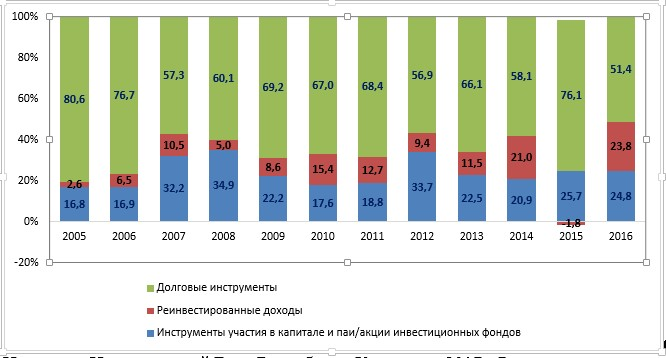 100%
80%
60%
40%
20%
0%
-20%
80,6 76,7 57,3 60,1 69,2 67,0 68,4 56,9 66,1 58,1 76,1 51,4
2,6 6,5 10,5 5,0 8,6 15,4 12,7 9,4 11,5 21,0 -1,8 23,8
16,8 16,9 32,2 34,9 22,2 17,6 18,8 33,7 22,5 20,9 25,7 24,8
2005 2006 2007 2008 2009 2010 2011 2012 2013 2014 2015 2016
Долговые инструменты
Реинвестированные доходы
Инструменты участия в капитале и паи/акции инвестиционных фондов